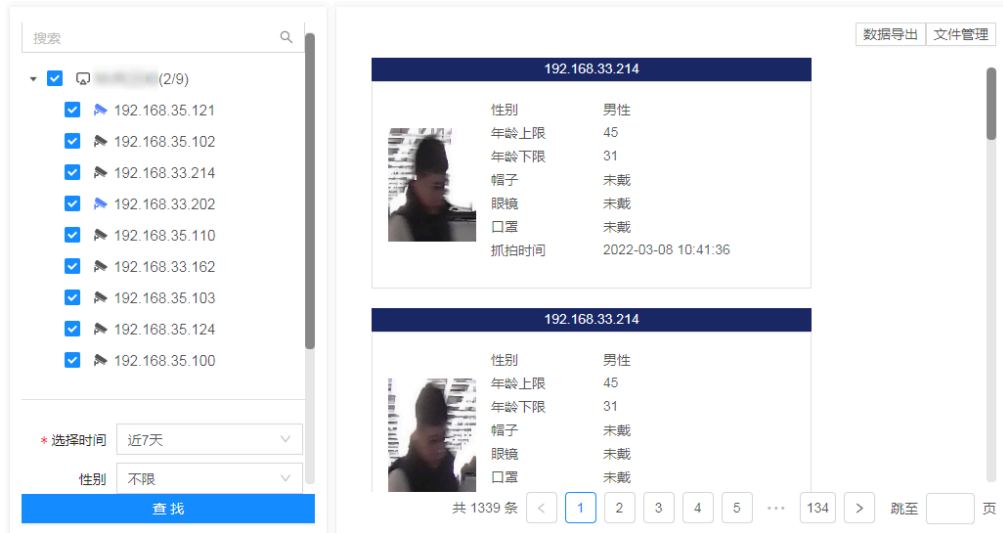 搜索
(2/9)
192.168.35.121
192.168.35.102
192.168.33.214
192.168.33.202
192.168.35.110
192.168.33.162
192.168.35.103
192.168.35.124
192.168.35.100
*选择时间 近7天
性别 不限
查找
数据导出 文件管理
192.168.33.214
性别 男性
年龄上限 45
年龄下限 31
帽子 未戴
眼镜 未戴
口罩 未戴
抓拍时间 2022-03-08 10:41:36
192.168.33.214
性别 男性
年龄上限 45
年龄下限 31
帽子 未戴
眼镜 未戴
口罩 未戴
共 1339 条 < 1 2 3 4 5 ••• 134 > 跳至 页